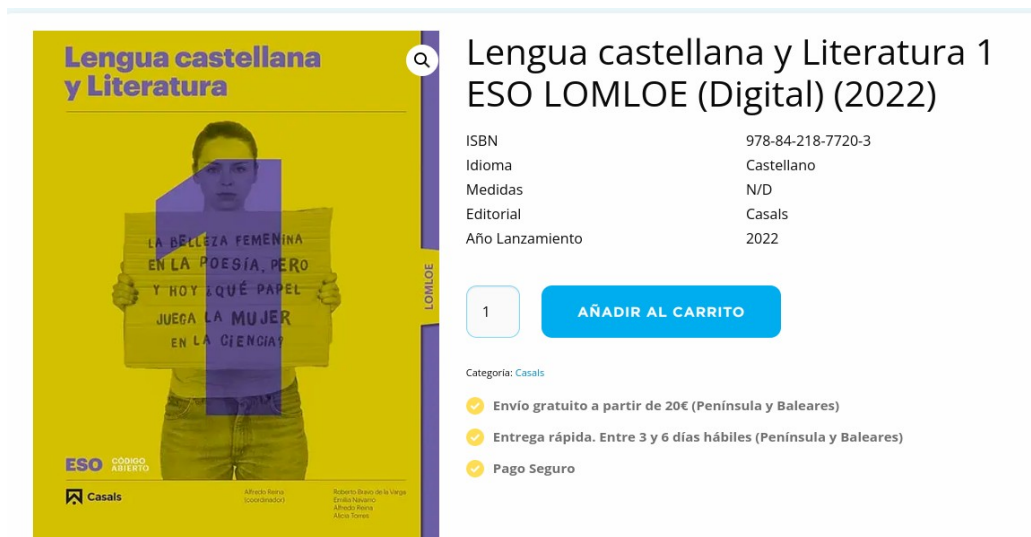 Lengua castellana
y Literatura
LA BELLEZA FEMENINA
EN LA POESÍA, PERO
Y HOY ¿QUÉ PAPEL
JUEGA LA MUJER
EN LA CIENCIA?
1
LOMLOE
ESO CÓDIGO
ABIERTO
Casals
Alfredo Reina
(coordinador)
Roberto Bravo de la Varga
Emilia Navarro
Alfredo Reina
Alicia Torres
Lengua castellana y Literatura 1
ESO LOMLOE (Digital) (2022)
ISBN 978-84-218-7720-3
Idioma Castellano
Medidas N/D
Editorial Casals
Año Lanzamiento 2022
1 AÑADIR AL CARRITO
Categoría: Casals
Envío gratuito a partir de 20€ (Península y Baleares)
Entrega rápida. Entre 3 y 6 días hábiles (Península y Baleares)
Pago Seguro